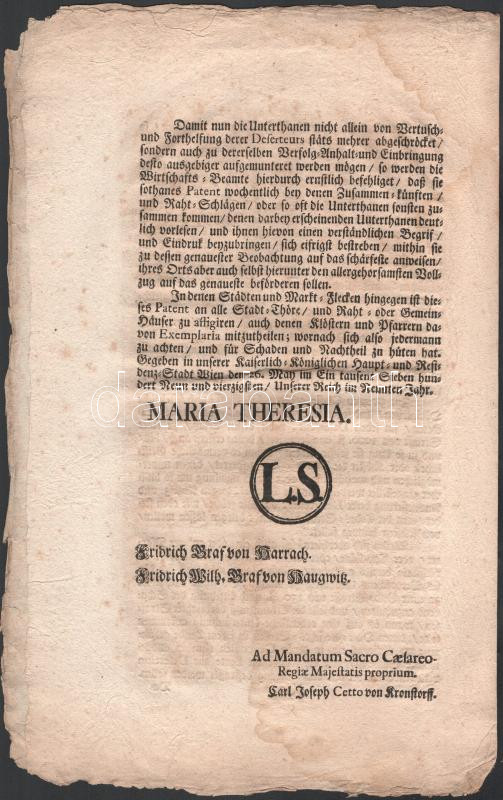 Damit nun die Unterthanen nicht allein von Vertusch-
und Forthelfung derer Deserteurs stäts mehrer abgeschröcket/
sondern auch zu dererselben Verfolg-Anhalt-und Einbringung
desto ausgebiger aufgemunteret werden mögen/ so werden die
Wirtschafts-Beamte hierdurch ernstlich befehliget/ daß sie
sothanes Patent wochentlich bey denen Zusammen-künften/
und Raht-Schlägen/ oder so oft die Unterthanen sonsten zu-
sammen kommen/ denen darbey erscheinenden Unterthanen deut-
lich vorlesen/ und ihnen hievon einen verständlichen Begrif/
und Eindruk beyzubringen/ sich eifrigst bestreben/ mithin sie
zu dessen genauester Beobachtung auf das schärfeste anweisen/
ihres Orts aber auch selbst hierunter den allergehorsamsten Voll-
zug auf das genaueste beförderen sollen.
In denen Städten und Markt-Flecken hingegen ist die-
ses Patent an alle Stadt-Thöre/ und Raht- oder Gemein-
Häuser zu affigiren/ auch denen Klöstern und Pfarrern da-
von Exemplaria mitzutheilen; wornach sich also jedermann
zu achten/ und für Schaden und Nachtheil zu hüten hat.
Gegeben in unserer Kaiserlich-Königlichen Haupt- und Resi-
denz-Stadt Wien den May im Ein tausend Sieben hun-
dert Neun und vierzigsten/ Unserer Reich im Neunten Jahr.
MARIA THERESIA.
L.S.
Fridrich Graf von Harrach.
Fridrich Wilh. Graf von Haugwitz.
Ad Mandatum Sacro Cæsareo-
Regiæ Majestatis proprium.
Carl Joseph Cetto von Kronstorff.
darabanth